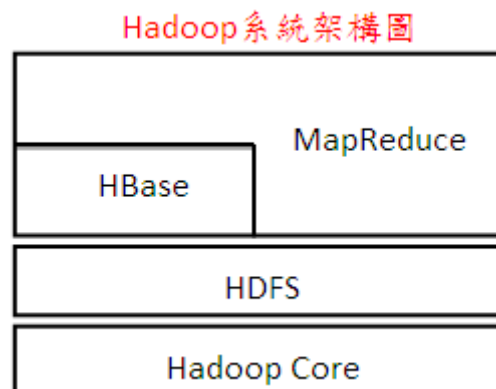 Hadoop系統架構圖
MapReduce
HBase
HDFS
Hadoop Core